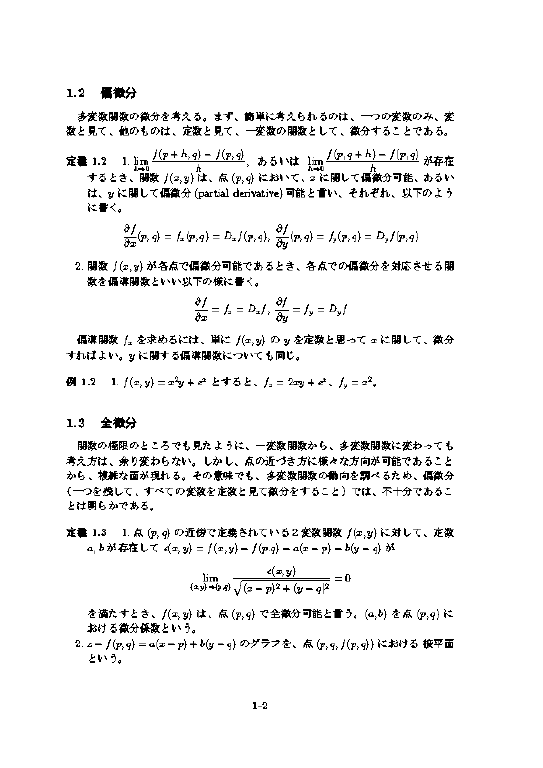 1.2 偏微分
多変数関数の微分を考える。まず、簡単に考えられるのは、一つの変数のみ、変
数と見て、他のものは、定数と見て、一変数の関数として、微分することである。
定義 1.2 1. lim_{h→0} \frac{f(p+h,q) − f(p,q)}{h}, あるいは lim_{h→0} \frac{f(p,q+h) − f(p,q)}{h} が存在
するとき、関数 f(x,y) は、点 (p,q) において、x に関して偏微分可能、あるい
は、y に関して偏微分 (partial derivative) 可能と言い、それぞれ、以下のよう
に書く。
\frac{∂f}{∂x}(p,q) = f_x(p,q) = D_x f(p,q), \frac{∂f}{∂y}(p,q) = f_y(p,q) = D_y f(p,q)
2. 関数 f(x,y) が各点で偏微分可能であるとき、各点での偏微分を対応させる関
数を偏導関数といい以下の様に書く。
\frac{∂f}{∂x} = f_x = D_x f, \frac{∂f}{∂y} = f_y = D_y f
偏導関数 f_x を求めるには、単に f(x,y) の y を定数と思って x に関して、微分
すればよい。y に関する偏導関数についても同じ。
例 1.2 1. f(x,y) = x²y + e^x とすると、f_x = 2xy + e^x、f_y = x²。
1.3 全微分
関数の極限のところでも見たように、一変数関数から、多変数関数に変わっても
考え方は、余り変わらない。しかし、点の近づき方に様々な方向が可能であること
から、複雑な面が現れる。その意味でも、多変数関数の動向を調べるため、偏微分
(一つを残して、すべての変数を定数と見て微分をすること) では、不十分であるこ
とは明らかである。
定義 1.3 1. 点 (p,q) の近傍で定義されている2変数関数 f(x,y) に対して、定数
a, b が存在して ε(x,y) = f(x,y) − f(p,q) − a(x − p) − b(y − q) が
lim_{(x,y)→(p,q)} \frac{ε(x,y)}{\sqrt{(x − p)² + (y − q)²}} = 0
を満たすとき、f(x,y) は、点 (p,q) で全微分可能と言う。(a,b) を点 (p,q) に
おける微分係数という。
2. z − f(p,q) = a(x − p) + b(y − q) のグラフを、点 (p,q,f(p,q)) における 接平面
という。
1–2